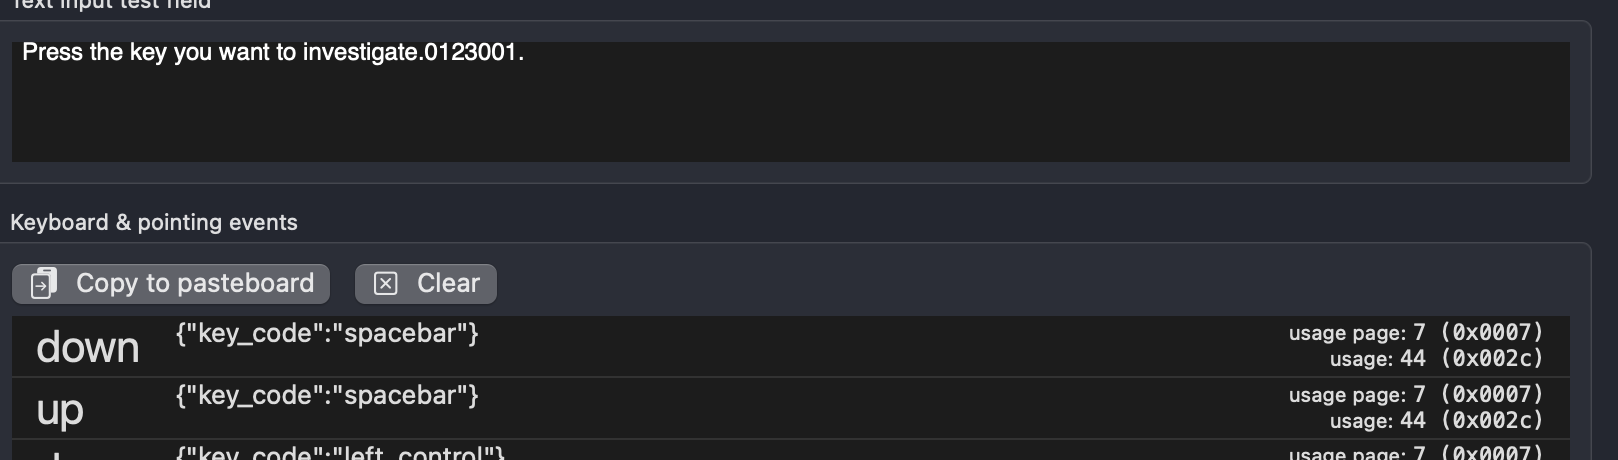 Text input test field
Press the key you want to investigate.0123001.
Keyboard & pointing events
Copy to pasteboard
Clear
down {"key_code":"spacebar"} usage page: 7 (0x0007)
usage: 44 (0x002c)
up {"key_code":"spacebar"} usage page: 7 (0x0007)
usage: 44 (0x002c)
{"key_code":"left_control"} usage page: 7 (0x0007)